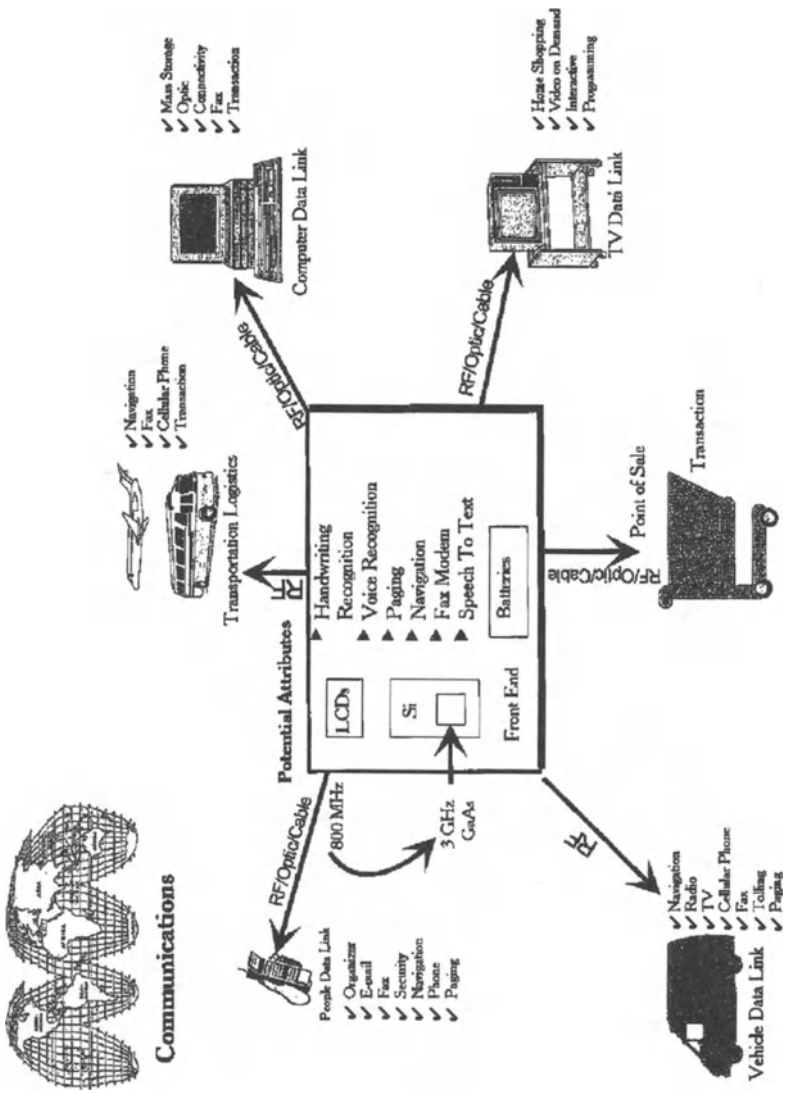 Communications
RF/Optic/Cable
People Data Link
✓ Organizer
✓ E-mail
✓ Fax
✓ Security
✓ Navigation
✓ Phone
✓ Paging
800 MHz
3 GHz
GaAs
RF
Transportation Logistics
✓ Navigation
✓ Fax
✓ Cellular Phone
✓ Transaction
RF/Optic/Cable
Computer Data Link
✓ Mass Storage
✓ Optic
✓ Connectivity
✓ Fax
✓ Transaction
Potential Attributes
LCDs
Si
Front End
▶ Handwriting
Recognition
▶ Voice Recognition
▶ Paging
▶ Navigation
▶ Fax Modem
▶ Speech To Text
Batteries
RF
Vehicle Data Link
✓ Navigation
✓ Radio
✓ TV
✓ Cellular Phone
✓ Fax
✓ Tolling
✓ Paging
RF/Optic/Cable
Point of Sale
Transaction
RF/Optic/Cable
TV Data Link
✓ Home Shopping
✓ Video on Demand
✓ Interactive
✓ Programming